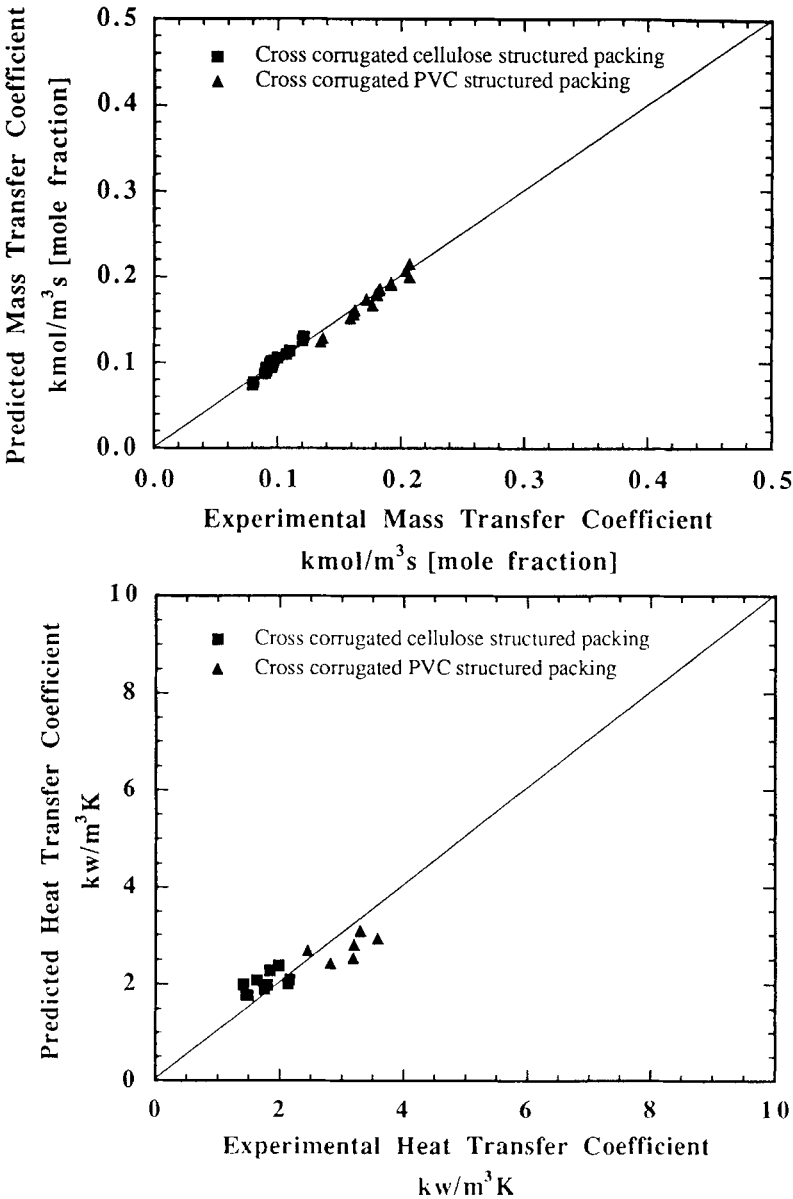 Predicted Mass Transfer Coefficient
kmol/m³s [mole fraction]
0.5
0.4
0.3
0.2
0.1
0.0
Cross corrugated cellulose structured packing
Cross corrugated PVC structured packing
0.0 0.1 0.2 0.3 0.4 0.5
Experimental Mass Transfer Coefficient
kmol/m³s [mole fraction]
Predicted Heat Transfer Coefficient
kw/m³K
10
8
6
4
2
0
Cross corrugated cellulose structured packing
Cross corrugated PVC structured packing
0 2 4 6 8 10
Experimental Heat Transfer Coefficient
kw/m³K